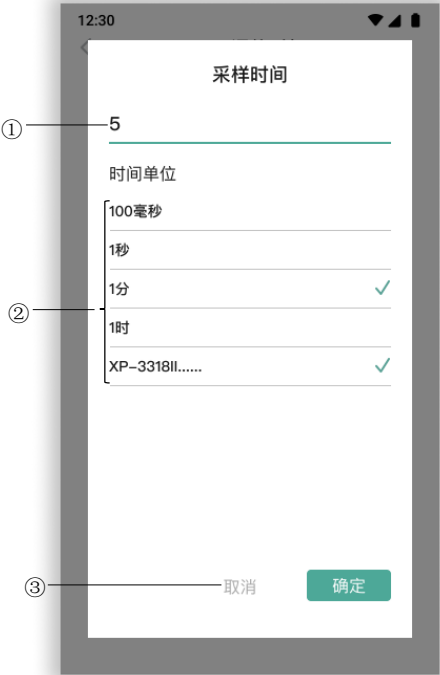 12:30
采样时间
① 5
时间单位
100毫秒
1秒
② 1分
1时
XP-3318II......
③ 取消 确定